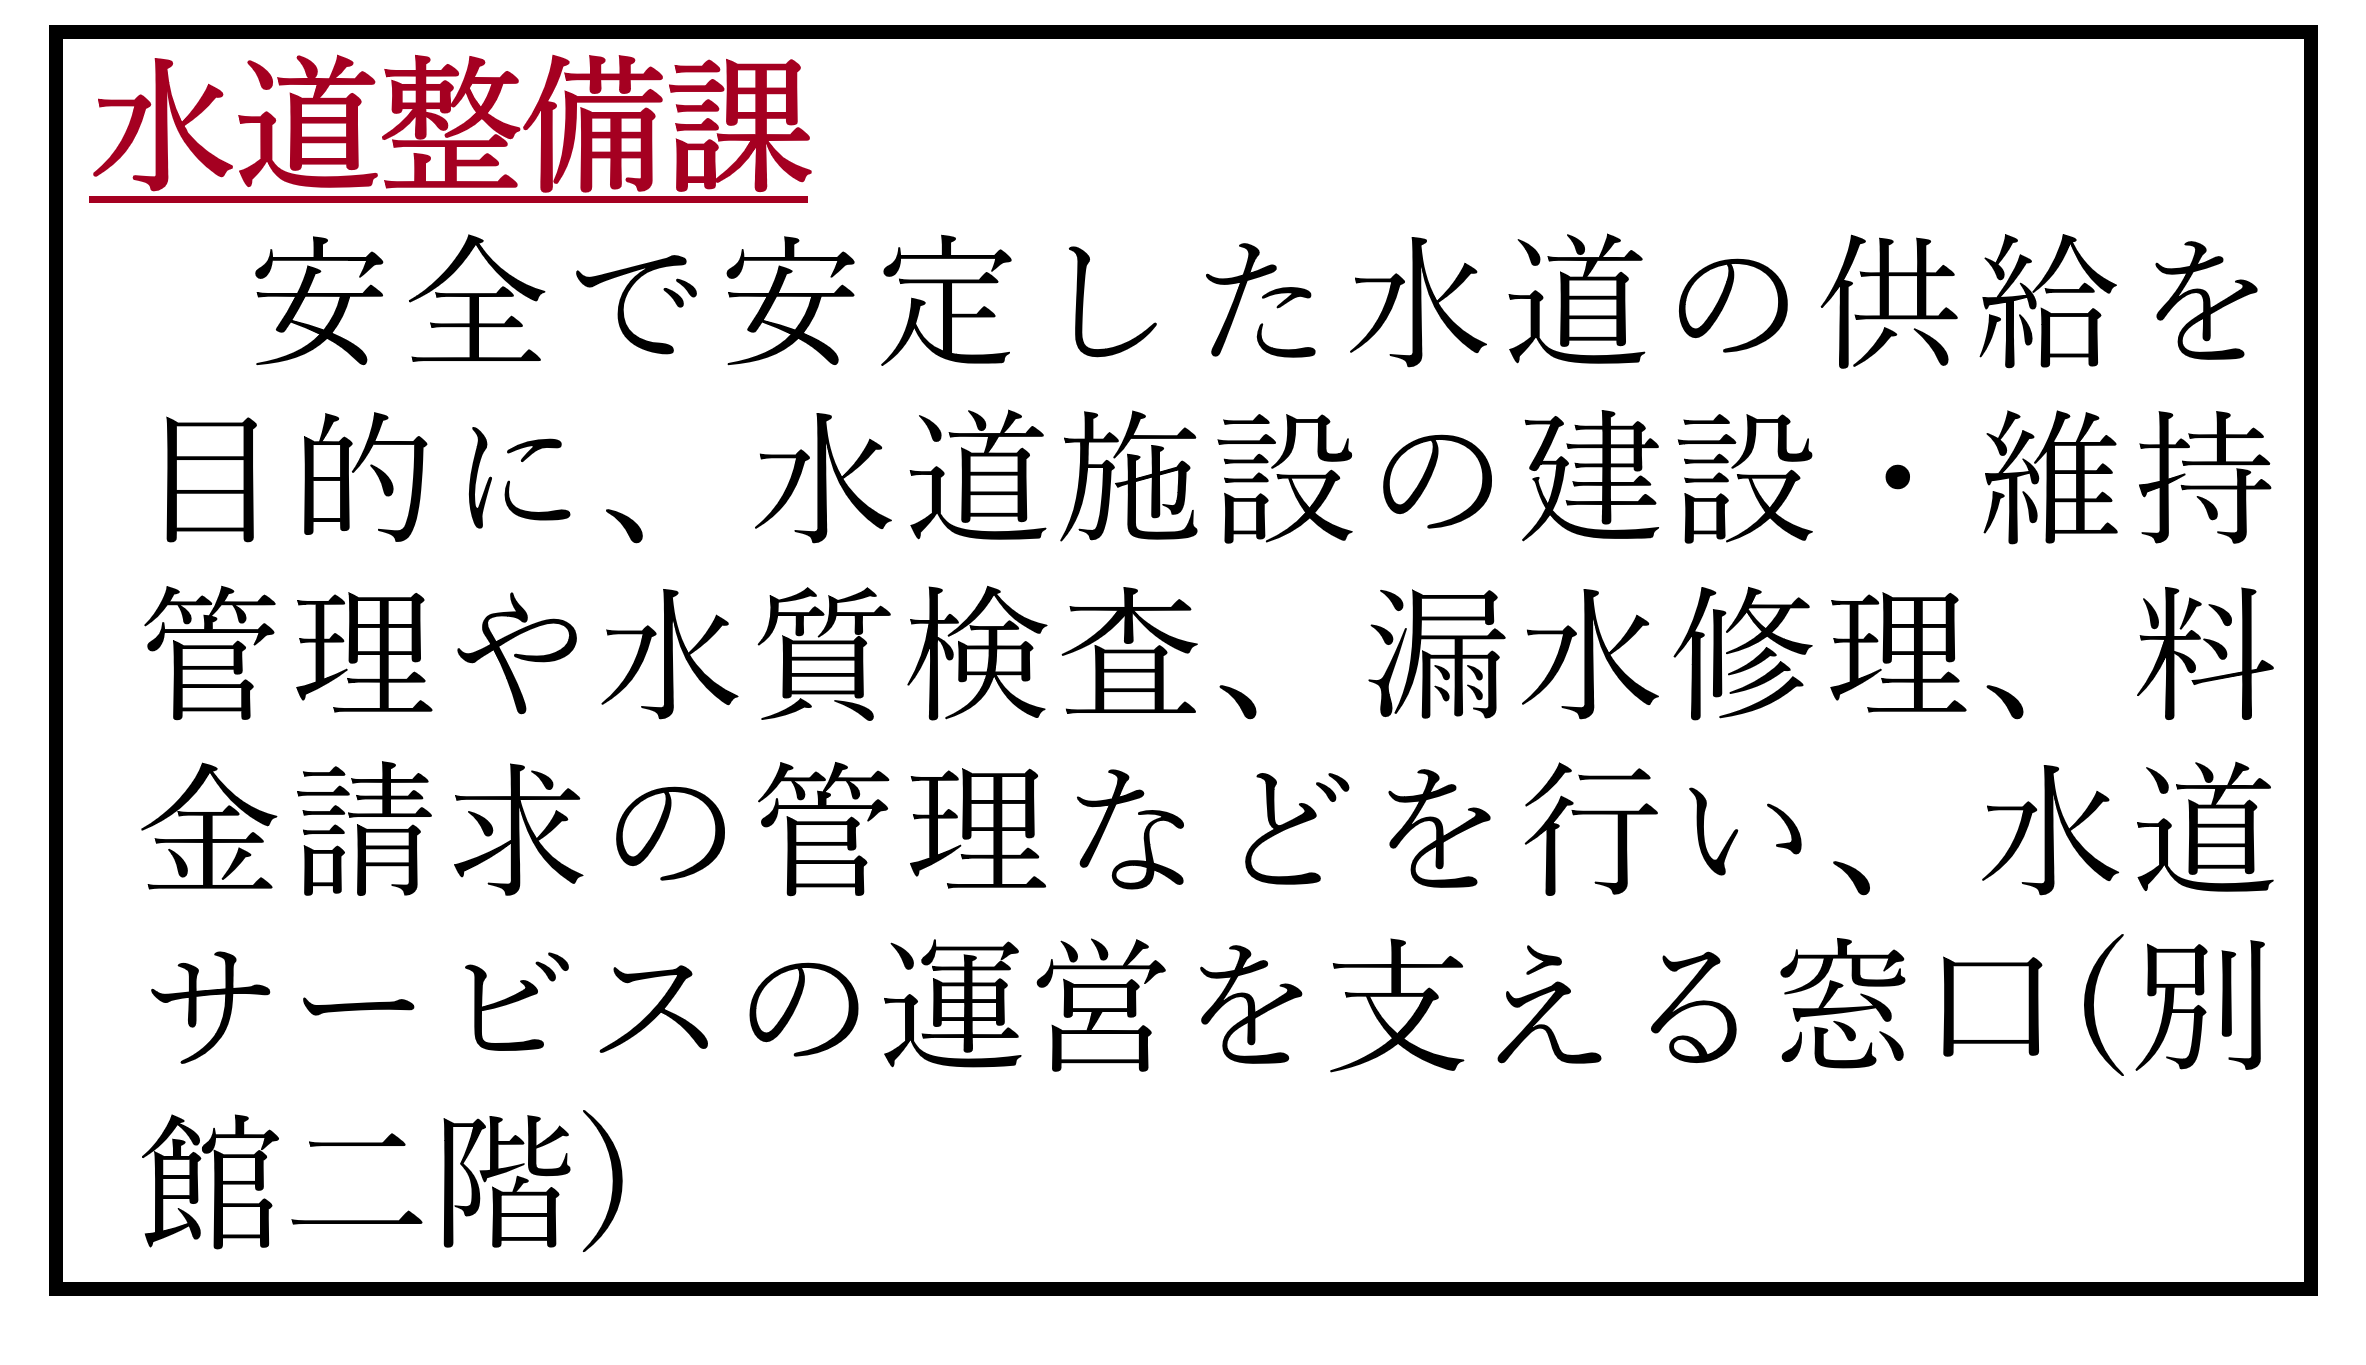 水道整備課
安全で安定した水道の供給を
目的に、水道施設の建設・維持
管理や水質検査、漏水修理、料
金請求の管理などを行い、水道
サービスの運営を支える窓口(別
館二階)